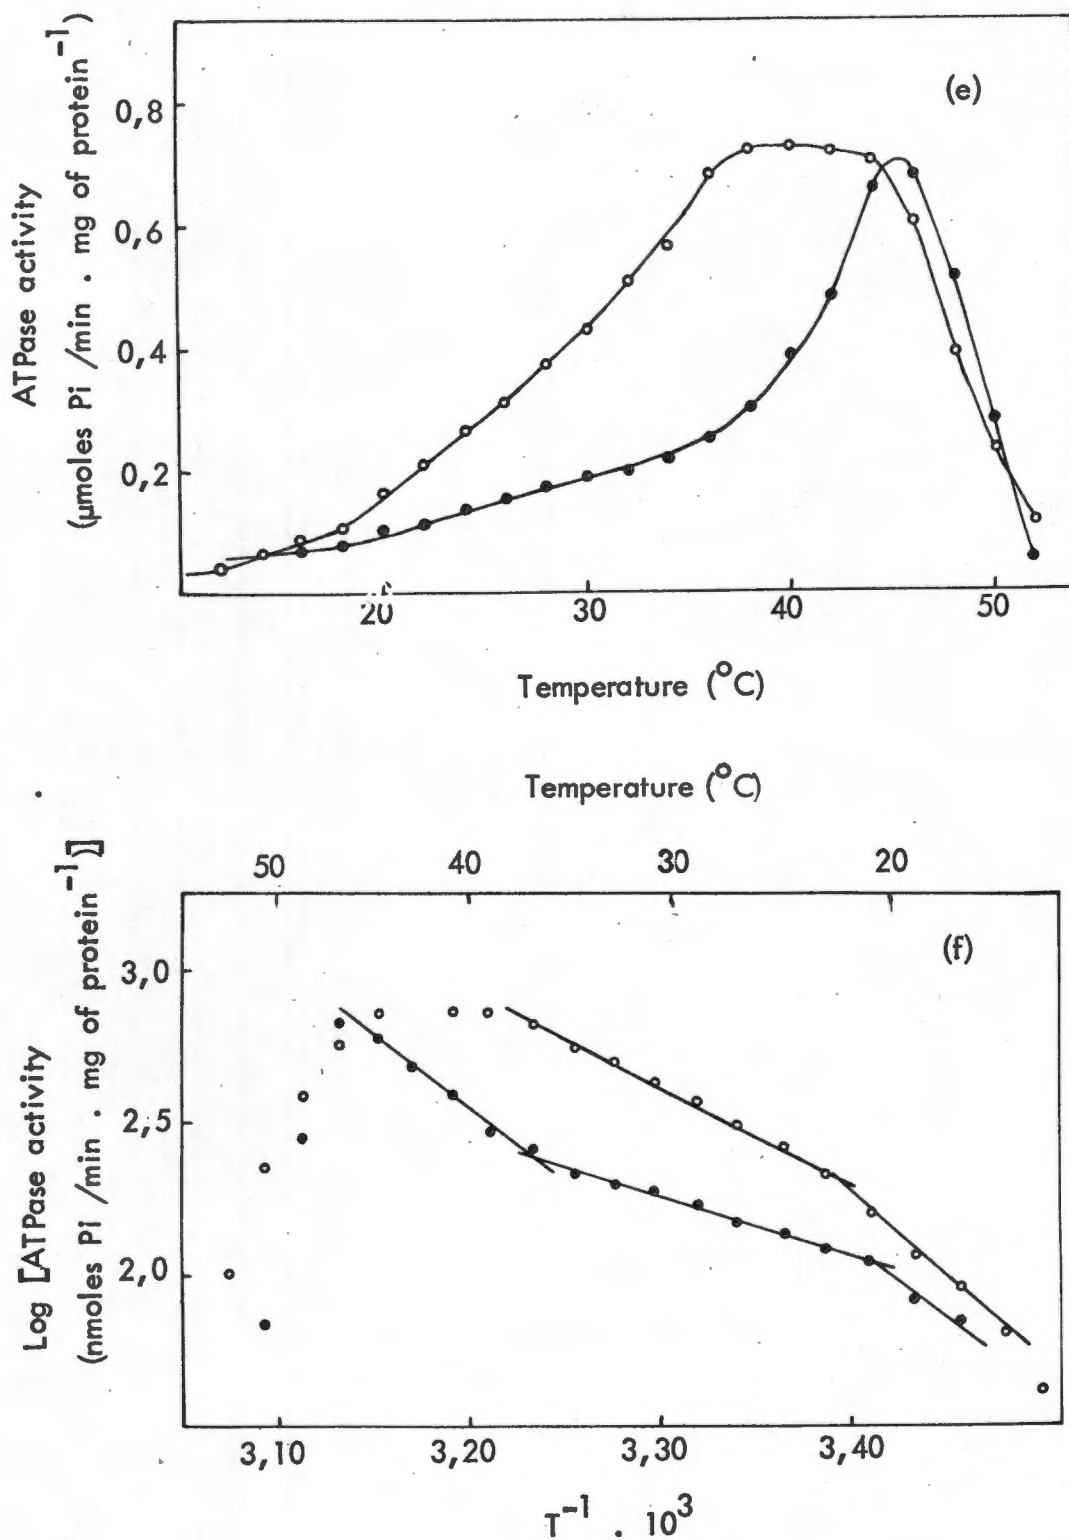 ATPase activity
(μmoles Pi /min . mg of protein⁻¹)
(e)
0,8
0,6
0,4
0,2
20
30
40
50
Temperature (°C)
Temperature (°C)
50
40
30
20
Log [ATPase activity
(nmoles Pi /min . mg of protein⁻¹)]
(f)
3,0
2,5
2,0
3,10
3,20
3,30
3,40
T⁻¹ . 10³